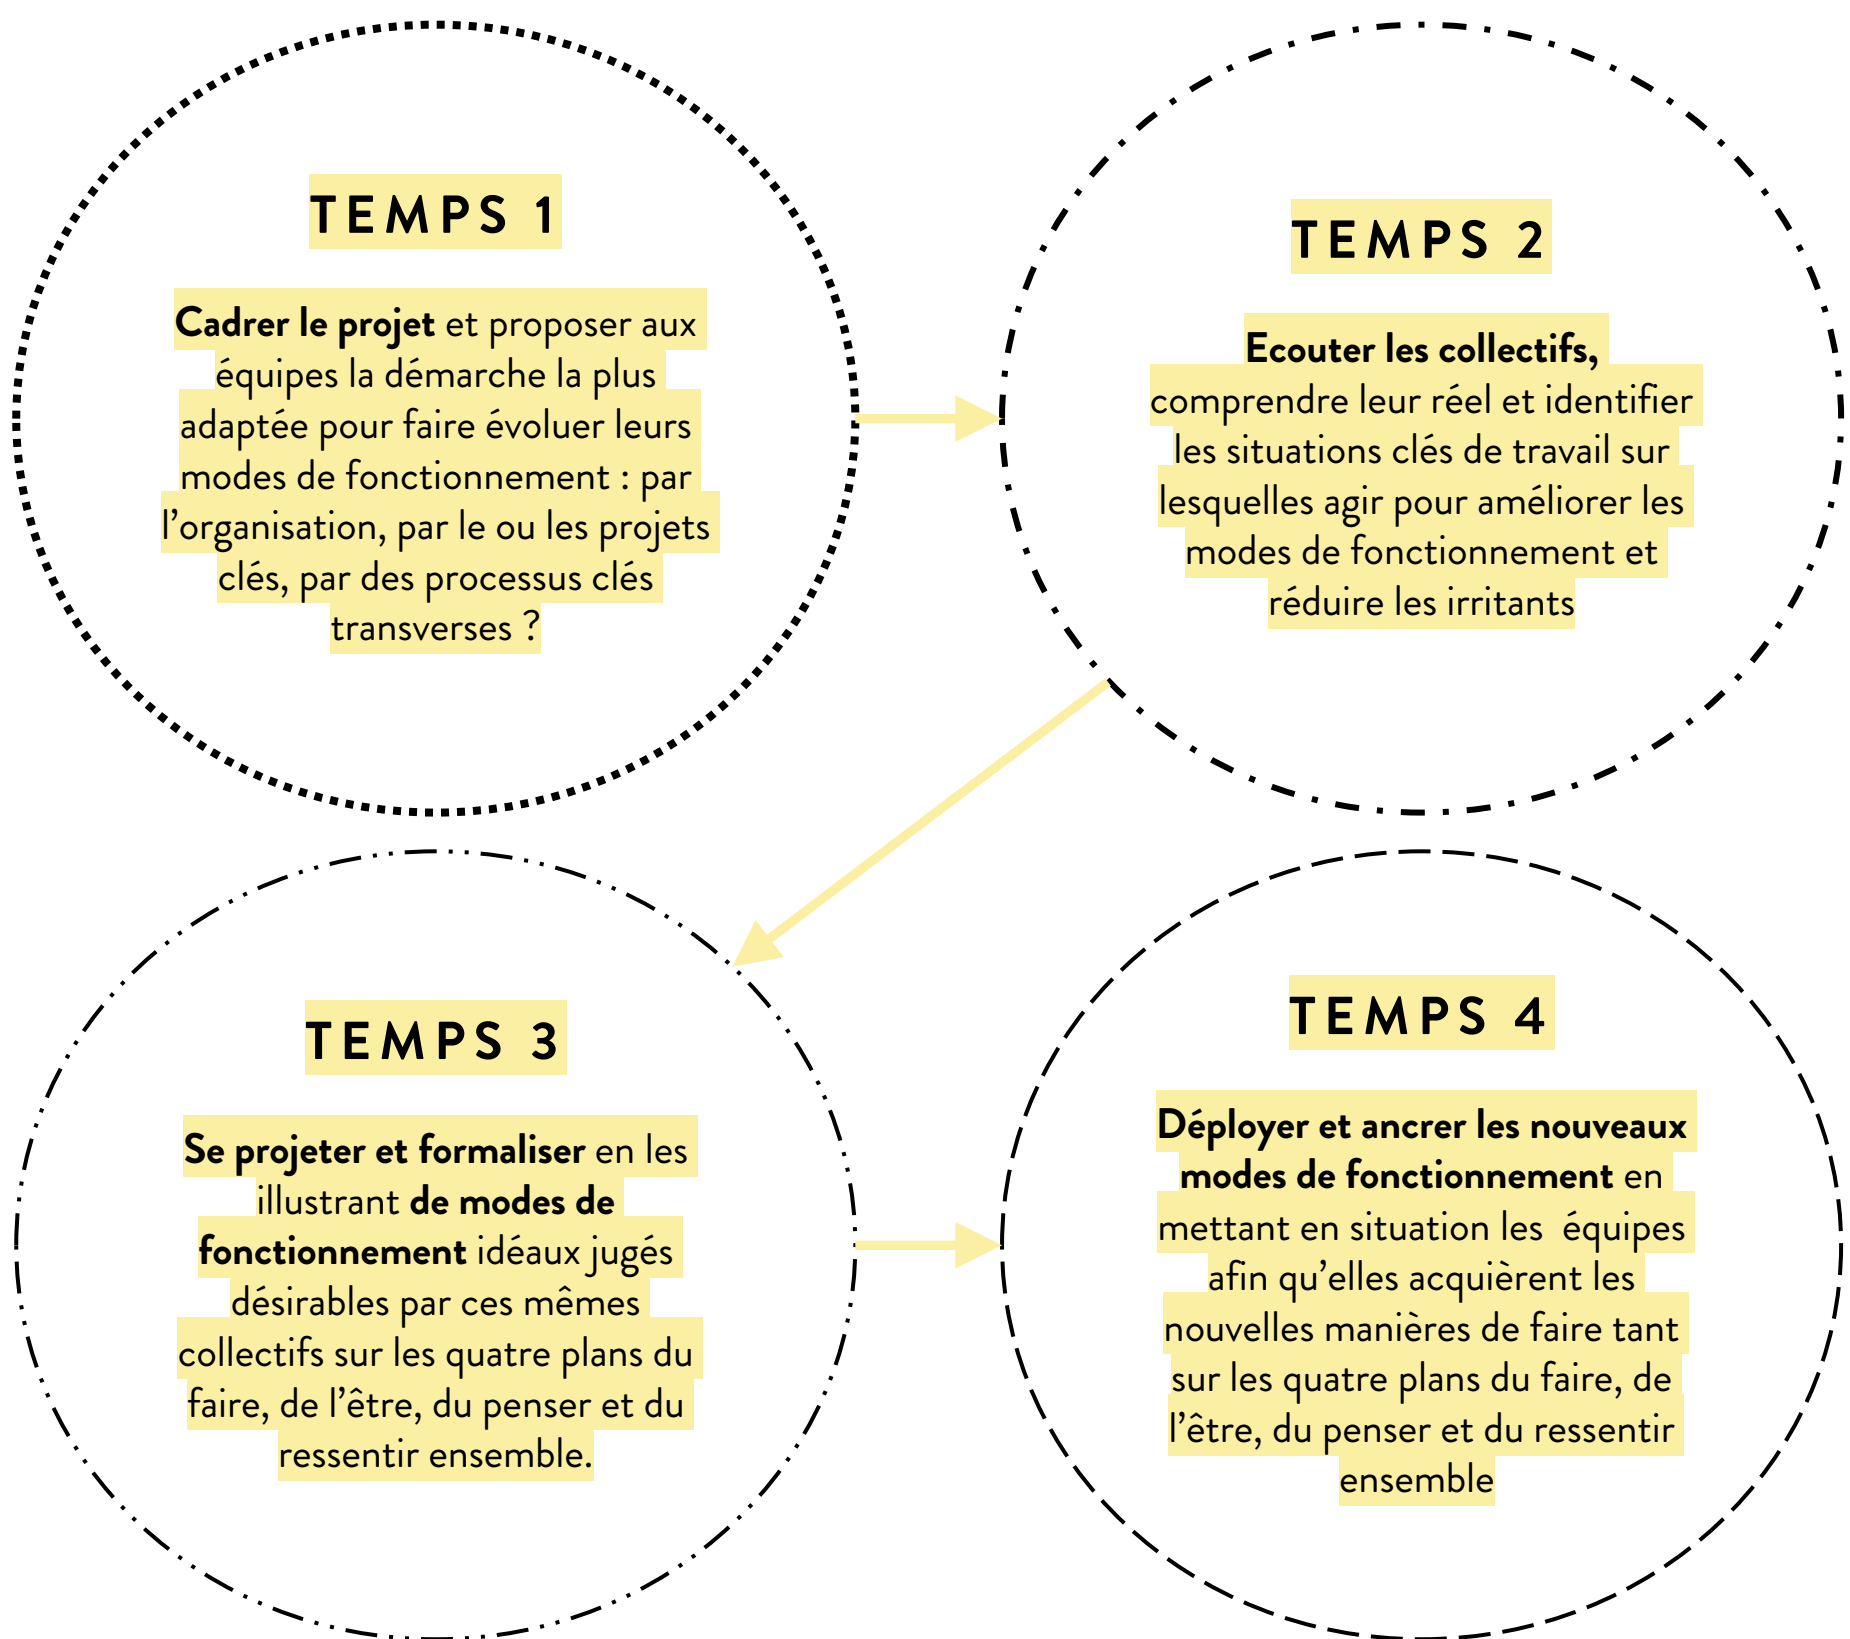 TEMPS 1
Cadrer le projet et proposer aux
équipes la démarche la plus
adaptée pour faire évoluer leurs
modes de fonctionnement : par
l’organisation, par le ou les projets
clés, par des processus clés
transverses ?
TEMPS 2
Ecouter les collectifs,
comprendre leur réel et identifier
les situations clés de travail sur
lesquelles agir pour améliorer les
modes de fonctionnement et
réduire les irritants
TEMPS 3
Se projeter et formaliser en les
illustrant de modes de
fonctionnement idéaux jugés
désirables par ces mêmes
collectifs sur les quatre plans du
faire, de l’être, du penser et du
ressentir ensemble.
TEMPS 4
Déployer et ancrer les nouveaux
modes de fonctionnement en
mettant en situation les  équipes
afin qu’elles acquièrent les
nouvelles manières de faire tant
sur les quatre plans du faire, de
l’être, du penser et du ressentir
ensemble